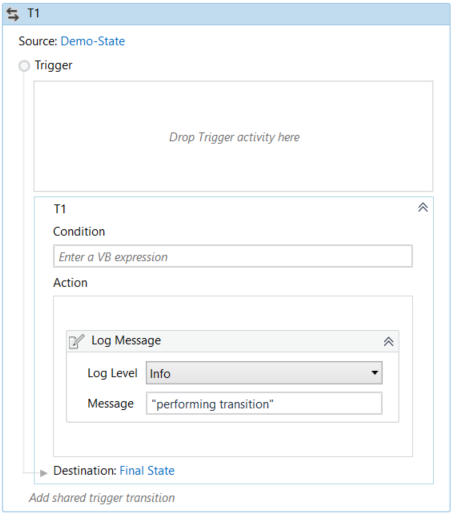 T1
Source: Demo-State
Trigger
Drop Trigger activity here
T1
Condition
Enter a VB expression
Action
Log Message
Log Level Info
Message "performing transition"
Destination: Final State
Add shared trigger transition